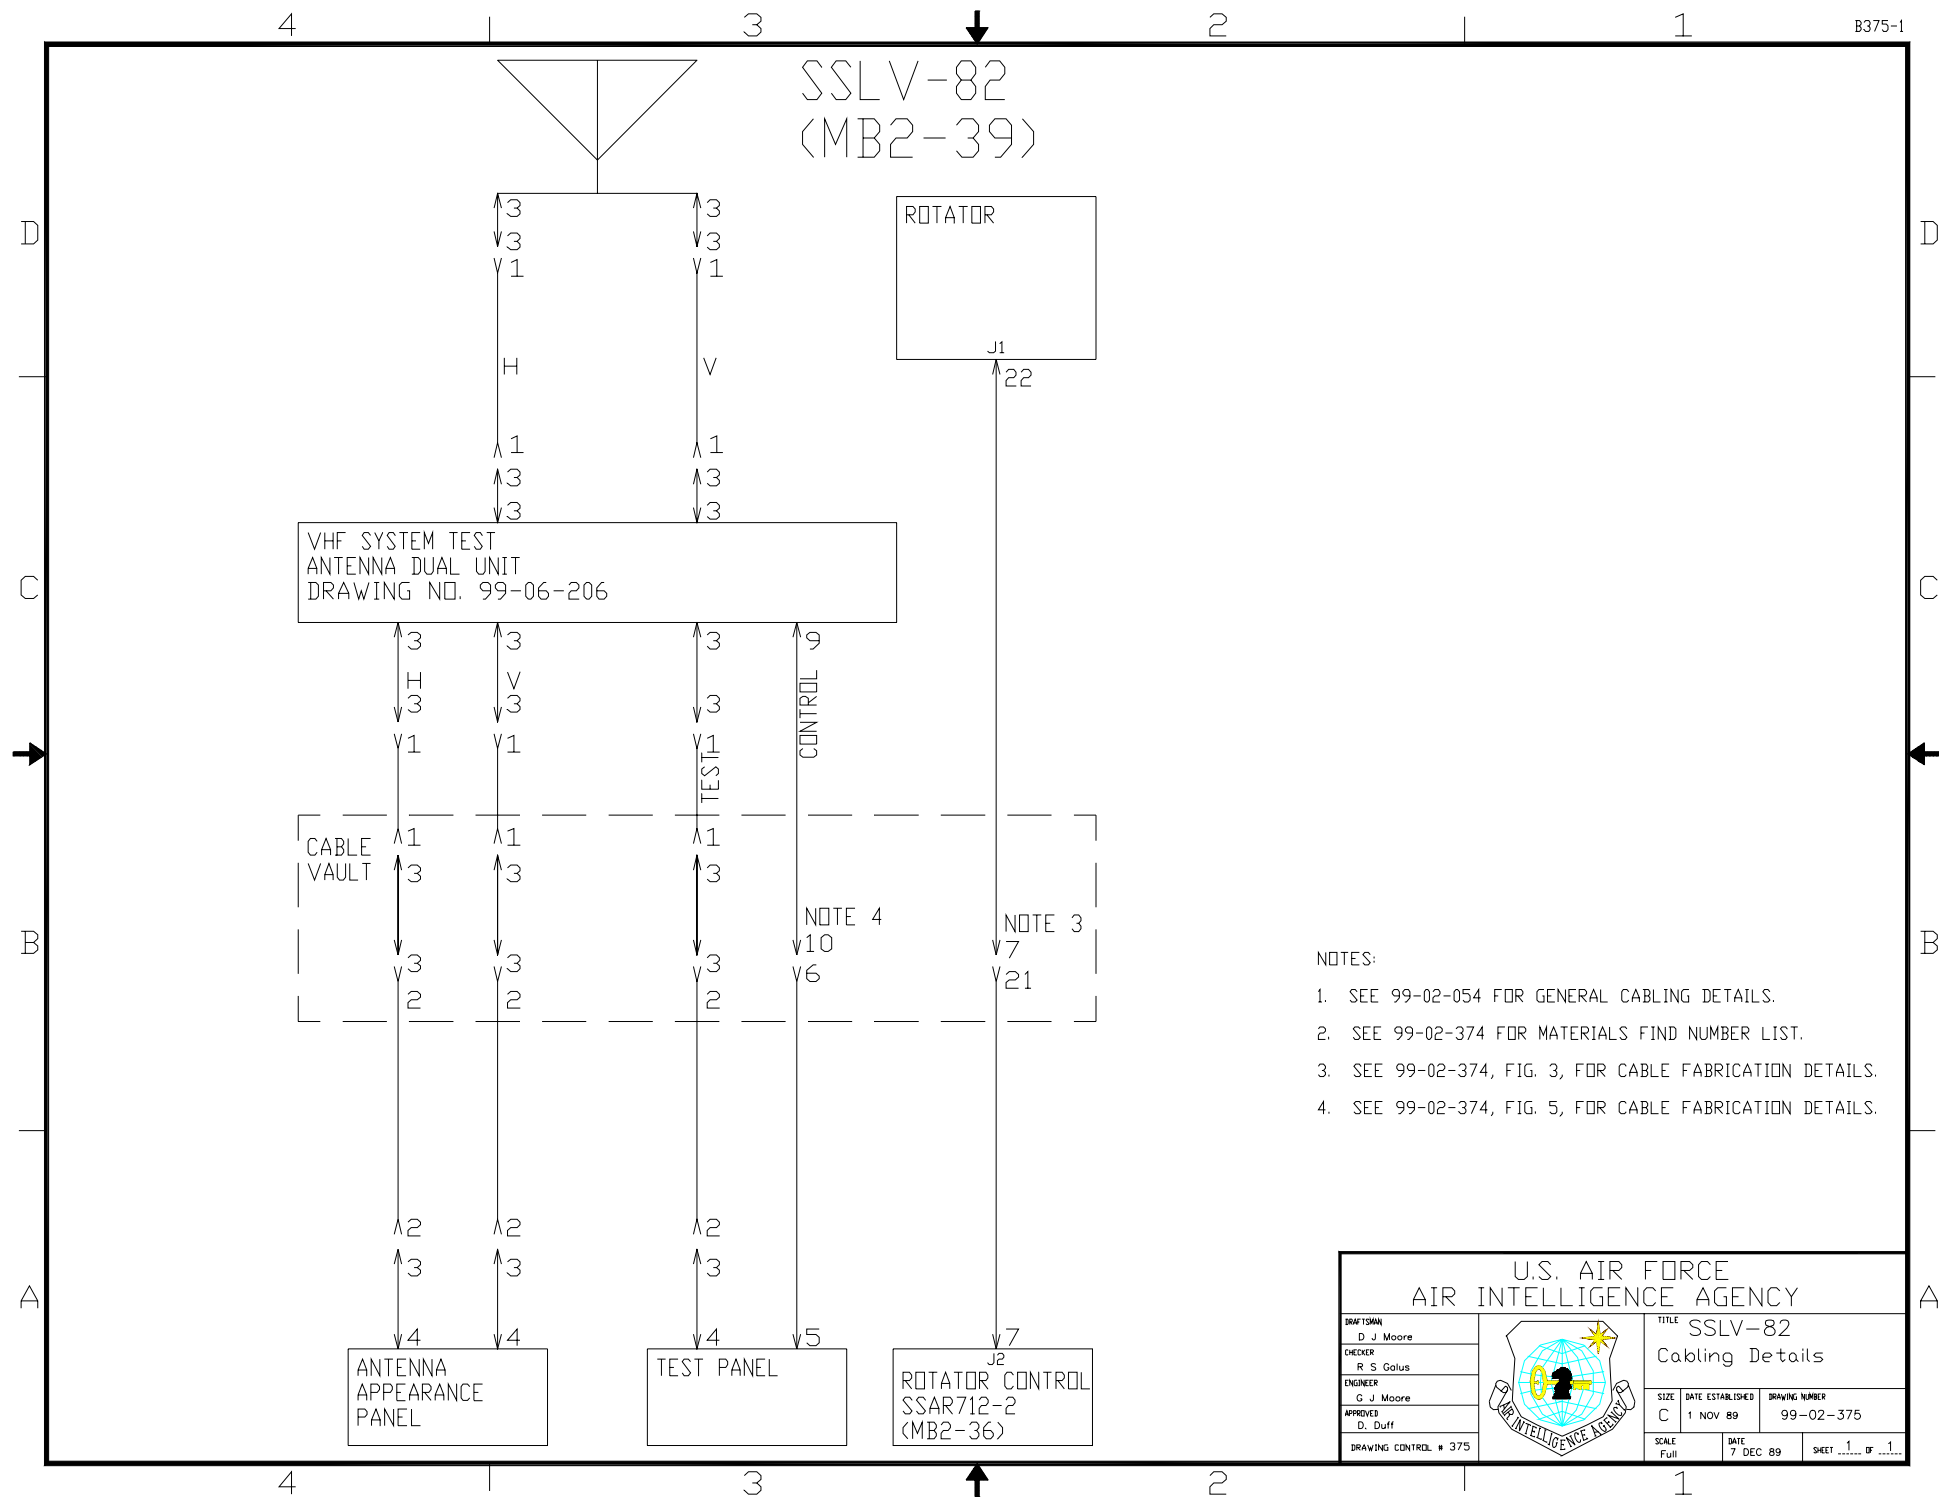 4 3 2 1 B375-1
SSLV-82
(MB2-39)
3 3
3 3
1 1
ROTATOR
J1
22
D D
H V
1 1
3 3
3 3
VHF SYSTEM TEST
ANTENNA DUAL UNIT
DRAWING NO. 99-06-206
C C
3 3 3 9
H V
3 3 3
1 1 1
TEST
CONTROL
CABLE
VAULT
1 1 1
3 3 3
NOTE 4
10
6
NOTE 3
7
21
3 3 3
2 2 2
B B
NOTES:
1. SEE 99-02-054 FOR GENERAL CABLING DETAILS.
2. SEE 99-02-374 FOR MATERIALS FIND NUMBER LIST.
3. SEE 99-02-374, FIG. 3, FOR CABLE FABRICATION DETAILS.
4. SEE 99-02-374, FIG. 5, FOR CABLE FABRICATION DETAILS.
2 2 2
3 3 3
4 4 4 5 7
A A
ANTENNA
APPEARANCE
PANEL
TEST PANEL
J2
ROTATOR CONTROL
SSAR712-2
(MB2-36)
U.S. AIR FORCE
AIR INTELLIGENCE AGENCY
DRAFTSMAN
D J Moore
CHECKER
R S Galus
ENGINEER
G J Moore
APPROVED
D. Duff
DRAWING CONTROL # 375
AIR INTELLIGENCE AGENCY
TITLE
SSLV-82
Cabling Details
SIZE
C
DATE ESTABLISHED
1 NOV 89
DRAWING NUMBER
99-02-375
SCALE
Full
DATE
7 DEC 89
SHEET 1 OF 1
4 3 2 1